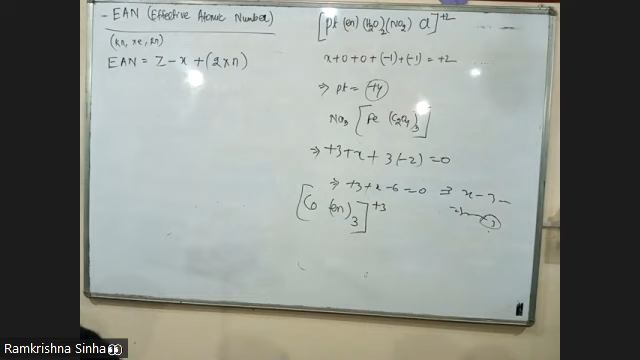 - EAN (Effective Atomic Number)
(Kn, Xe, Rn)
EAN = Z - x + (2xn)
[Pt (en) (H2O)2 (NO2) Cl]+2
x+0+0+(-1)+(-1) = +2
⇒ Pt = +4
Na3 [Fe (C2O4)3]
⇒ +3+x+3(-2) = 0
⇒ +3+x-6=0 ⇒ x-3
[Co (en)3]+3
Ramkrishna Sinha